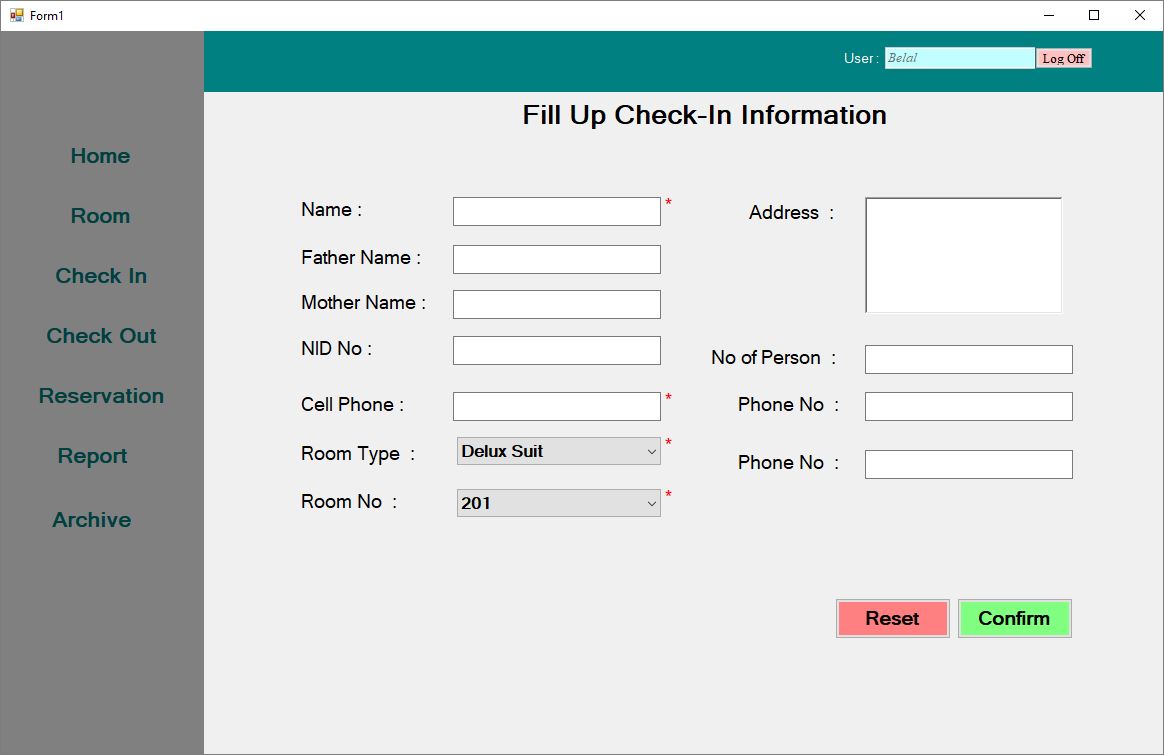 Form1
User : Belal Log Off
Home
Room
Check In
Check Out
Reservation
Report
Archive
Fill Up Check-In Information
Name : *
Father Name :
Mother Name :
NID No :
Cell Phone : *
Room Type : Delux Suit *
Room No : 201 *
Address :
No of Person :
Phone No :
Phone No :
Reset Confirm